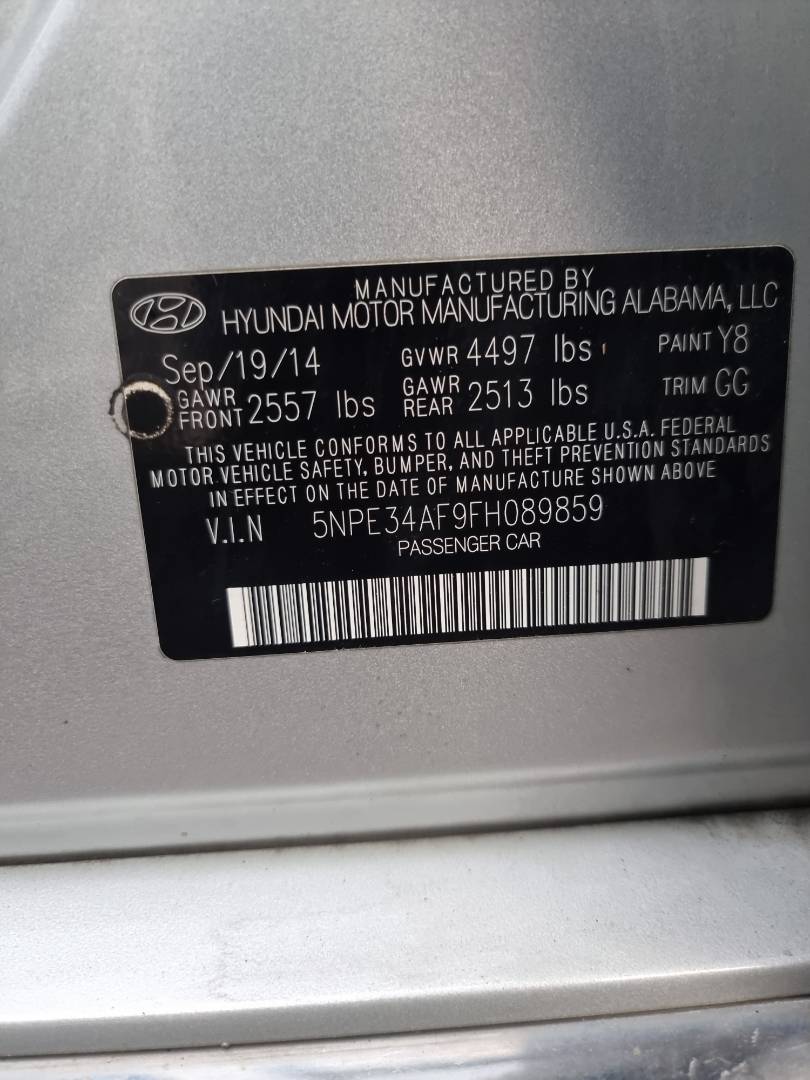 MANUFACTURED BY
HYUNDAI MOTOR MANUFACTURING ALABAMA, LLC
Sep/19/14 GVWR 4497 lbs PAINT Y8
GAWR FRONT 2557 lbs GAWR REAR 2513 lbs TRIM GG
THIS VEHICLE CONFORMS TO ALL APPLICABLE U.S.A. FEDERAL
MOTOR VEHICLE SAFETY, BUMPER, AND THEFT PREVENTION STANDARDS
IN EFFECT ON THE DATE OF MANUFACTURE SHOWN ABOVE
V.I.N 5NPE34AF9FH089859
PASSENGER CAR